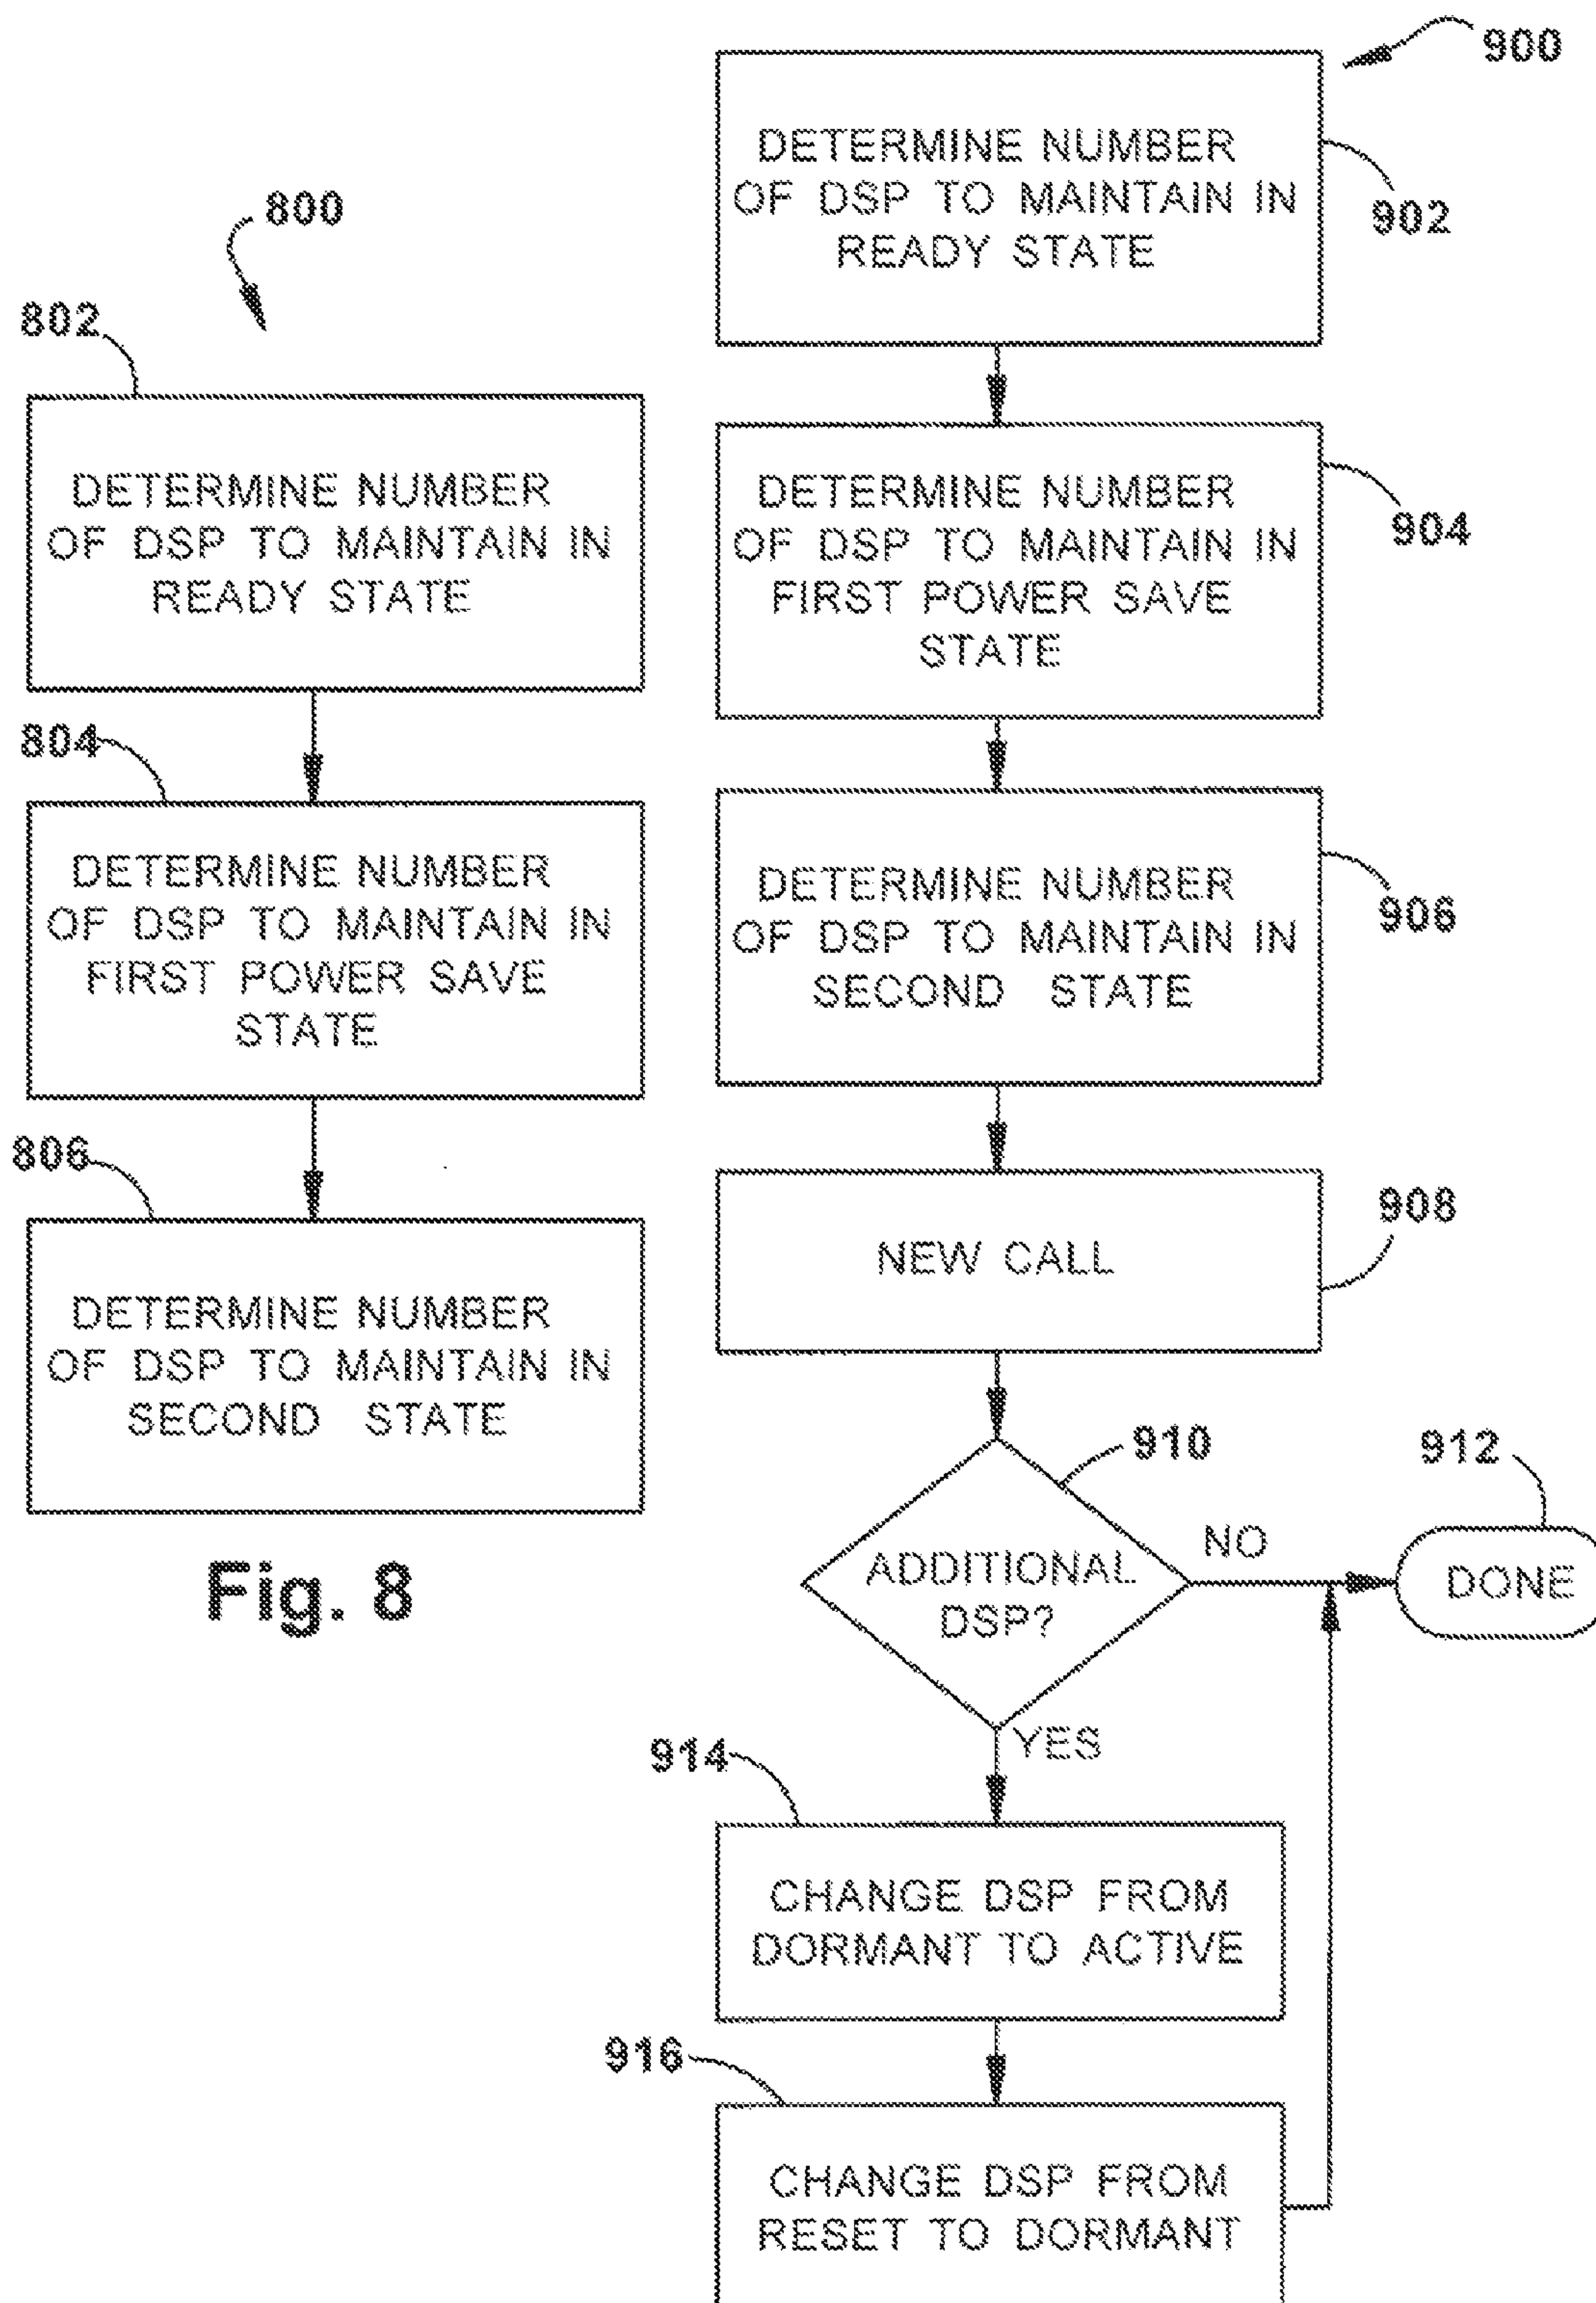 800
802
DETERMINE NUMBER
OF DSP TO MAINTAIN IN
READY STATE
804
DETERMINE NUMBER
OF DSP TO MAINTAIN IN
FIRST POWER SAVE
STATE
806
DETERMINE NUMBER
OF DSP TO MAINTAIN IN
SECOND STATE
Fig. 8
900
DETERMINE NUMBER
OF DSP TO MAINTAIN IN
READY STATE
902
DETERMINE NUMBER
OF DSP TO MAINTAIN IN
FIRST POWER SAVE
STATE
904
DETERMINE NUMBER
OF DSP TO MAINTAIN IN
SECOND STATE
906
NEW CALL
908
910
ADDITIONAL
DSP?
NO
912
DONE
YES
914
CHANGE DSP FROM
DORMANT TO ACTIVE
916
CHANGE DSP FROM
RESET TO DORMANT